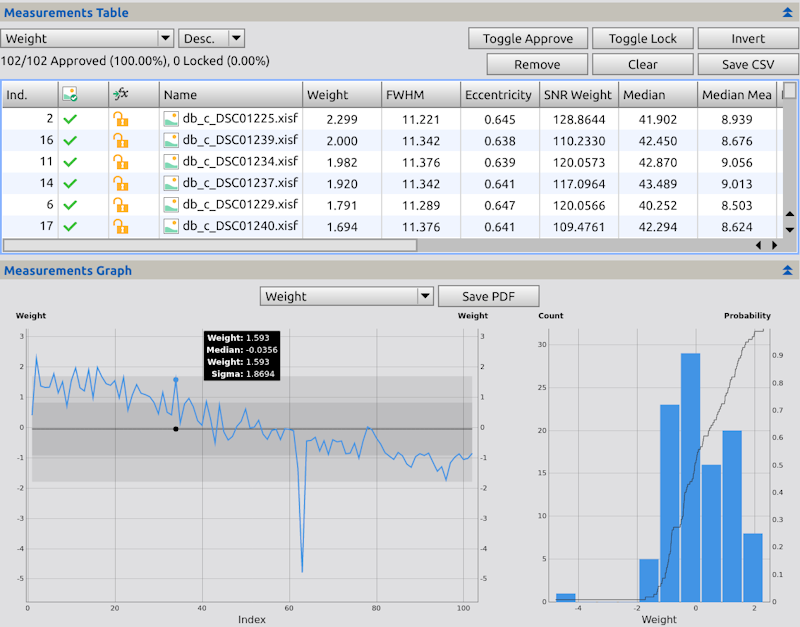 Measurements Table
Weight Desc. Toggle Approve Toggle Lock Invert
102/102 Approved (100.00%), 0 Locked (0.00%) Remove Clear Save CSV
Ind. fx Name Weight FWHM Eccentricity SNR Weight Median Median Mea
2 db_c_DSC01225.xisf 2.299 11.221 0.645 128.8644 41.902 8.939
16 db_c_DSC01239.xisf 2.000 11.342 0.638 110.2330 42.450 8.676
11 db_c_DSC01234.xisf 1.982 11.376 0.639 120.0573 42.870 9.056
14 db_c_DSC01237.xisf 1.920 11.342 0.641 117.0964 43.489 9.013
6 db_c_DSC01229.xisf 1.791 11.289 0.647 120.0566 40.252 8.503
17 db_c_DSC01240.xisf 1.694 11.376 0.641 109.4761 42.294 8.624
Measurements Graph
Weight Save PDF
Weight Weight
3 3
2 2
1 1
0 0
-1 -1
-2 -2
-3 -3
-4 -4
-5 -5
Weight: 1.593
Median: -0.0356
Weight: 1.593
Sigma: 1.8694
0 20 40 60 80 100
Index
Count Probability
30
25
20
15
10
5
0
0.9
0.8
0.7
0.6
0.5
0.4
0.3
0.2
0.1
0
-4 -2 0 2
Weight